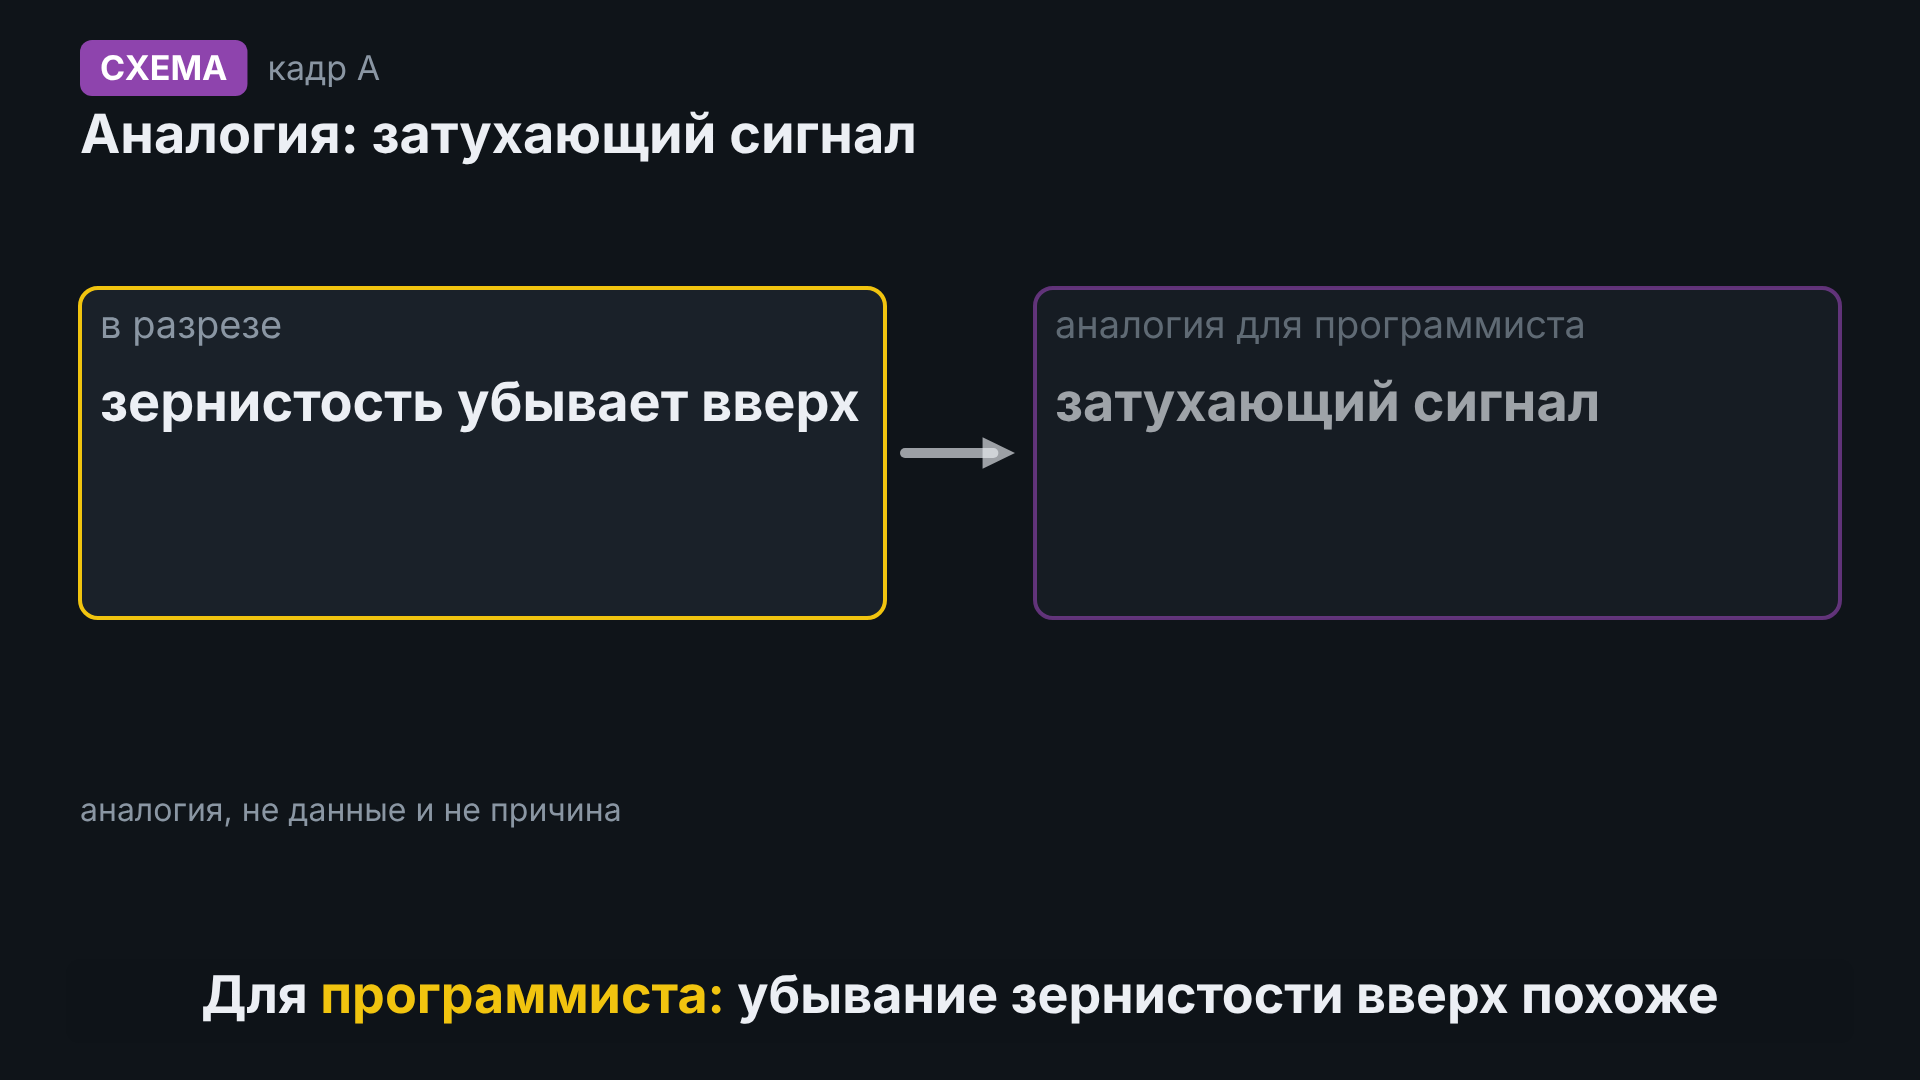 СХЕМА кадр А
Аналогия: затухающий сигнал
в разрезе
зернистость убывает вверх
аналогия для программиста
затухающий сигнал
аналогия, не данные и не причина
Для программиста: убывание зернистости вверх похоже